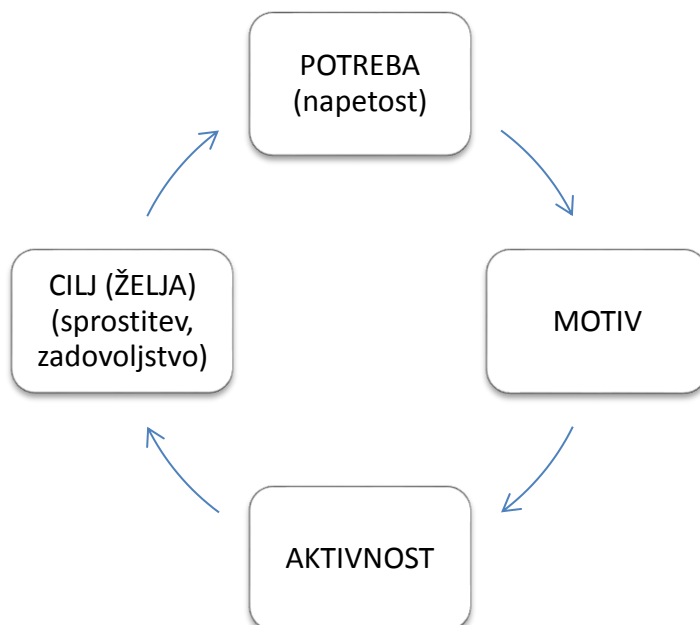 POTREBA
(napetost)
MOTIV
AKTIVNOST
CILJ (ŽELJA)
(sprostitev,
zadovoljstvo)